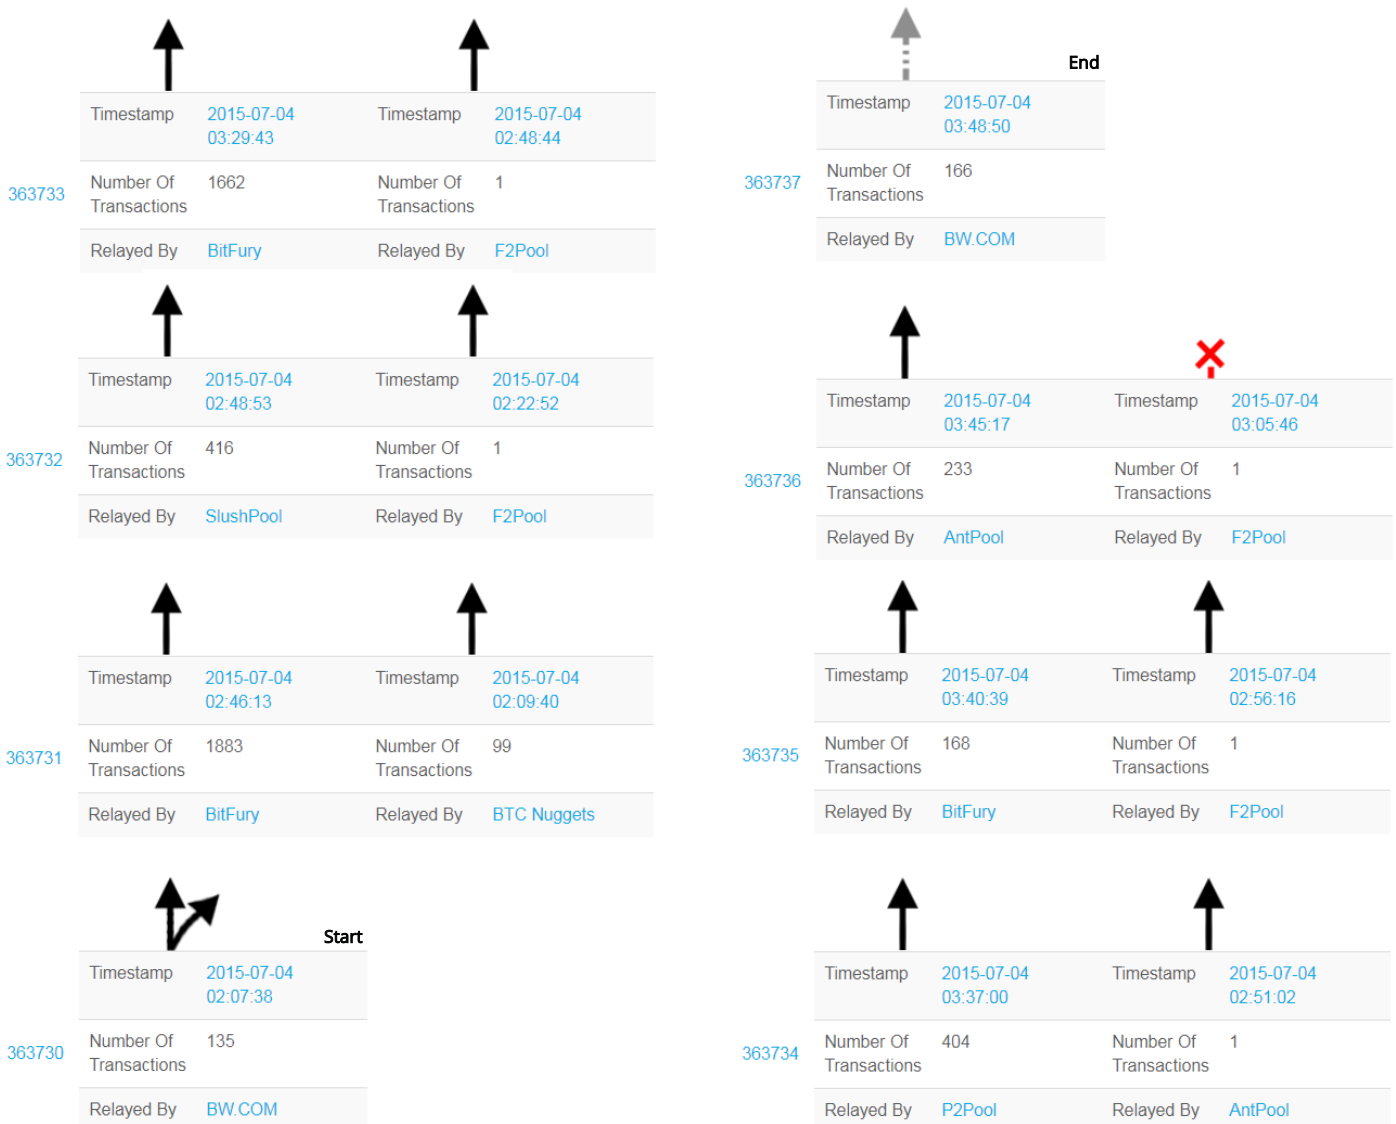 Timestamp 2015-07-04 03:29:43 Timestamp 2015-07-04 02:48:44
363733 Number Of Transactions 1662 Number Of Transactions 1
Relayed By BitFury Relayed By F2Pool
Timestamp 2015-07-04 02:48:53 Timestamp 2015-07-04 02:22:52
363732 Number Of Transactions 416 Number Of Transactions 1
Relayed By SlushPool Relayed By F2Pool
Timestamp 2015-07-04 02:46:13 Timestamp 2015-07-04 02:09:40
363731 Number Of Transactions 1883 Number Of Transactions 99
Relayed By BitFury Relayed By BTC Nuggets
Start
Timestamp 2015-07-04 02:07:38
363730 Number Of Transactions 135
Relayed By BW.COM
End
Timestamp 2015-07-04 03:48:50
363737 Number Of Transactions 166
Relayed By BW.COM
Timestamp 2015-07-04 03:45:17 Timestamp 2015-07-04 03:05:46
363736 Number Of Transactions 233 Number Of Transactions 1
Relayed By AntPool Relayed By F2Pool
Timestamp 2015-07-04 03:40:39 Timestamp 2015-07-04 02:56:16
363735 Number Of Transactions 168 Number Of Transactions 1
Relayed By BitFury Relayed By F2Pool
Timestamp 2015-07-04 03:37:00 Timestamp 2015-07-04 02:51:02
363734 Number Of Transactions 404 Number Of Transactions 1
Relayed By P2Pool Relayed By AntPool